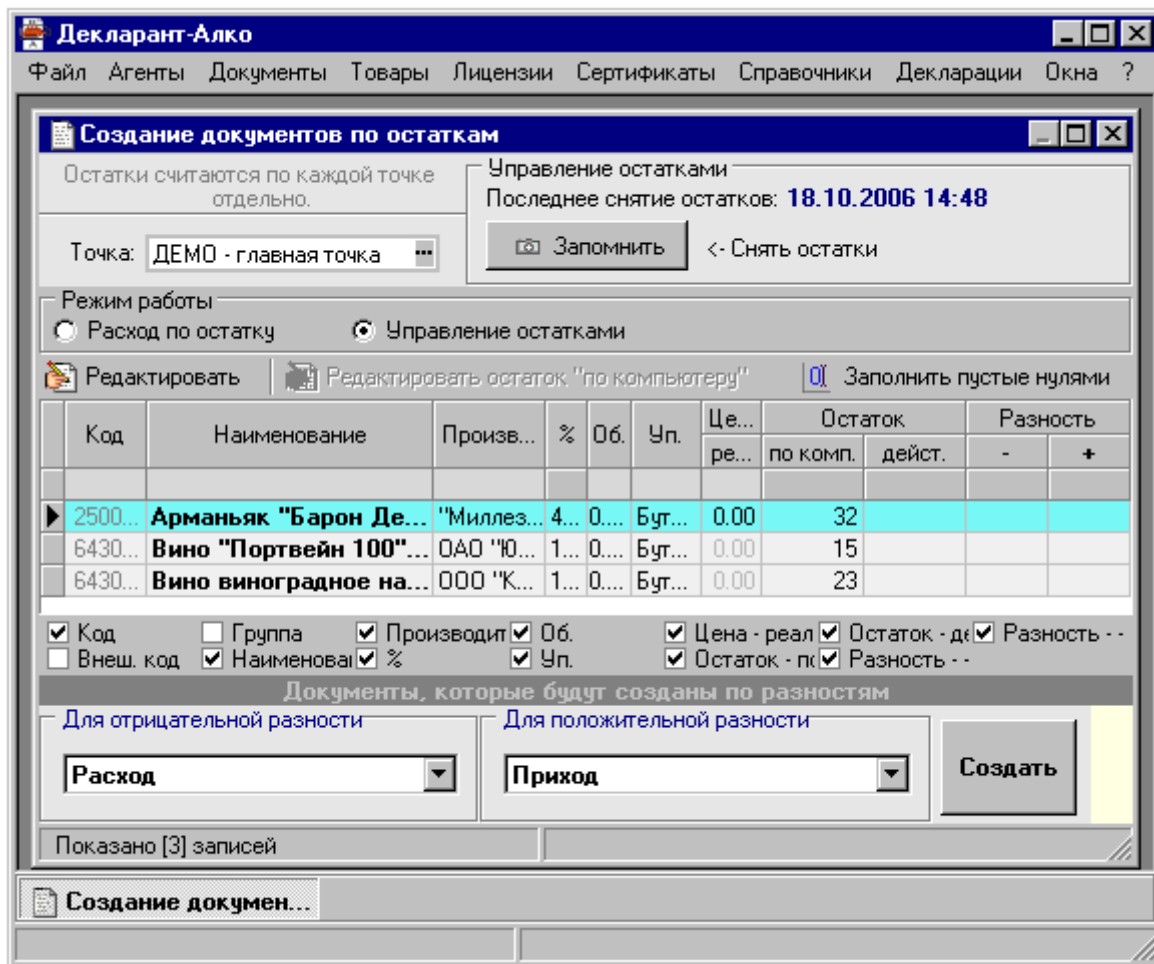 Декларант-Алко
Файл Агенты Документы Товары Лицензии Сертификаты Справочники Декларации Окна ?
Создание документов по остаткам
Остатки считаются по каждой точке
отдельно.
Управление остатками
Последнее снятие остатков: 18.10.2006 14:48
Точка: ДЕМО - главная точка ...
Запомнить <- Снять остатки
Режим работы
Расход по остатку Управление остатками
Редактировать Редактировать остаток "по компьютеру" Заполнить пустые нулями
Код Наименование Произв... % Об. Уп. Це... Остаток Разность
ре... по комп. дейст. - +
2500... Арманьяк "Барон Де... "Миллез... 4... 0.... Бут... 0.00 32
6430... Вино "Портвейн 100"... ОАО "Ю... 1... 0.... Бут... 0.00 15
6430... Вино виноградное на... ООО "К... 1... 0.... Бут... 0.00 23
Код Группа Производит Об. Цена - реал Остаток - де Разность - -
Внеш. код Наименова % Уп. Остаток - по Разность - -
Документы, которые будут созданы по разностям
Для отрицательной разности Для положительной разности
Расход Приход Создать
Показано [3] записей
Создание докумен...